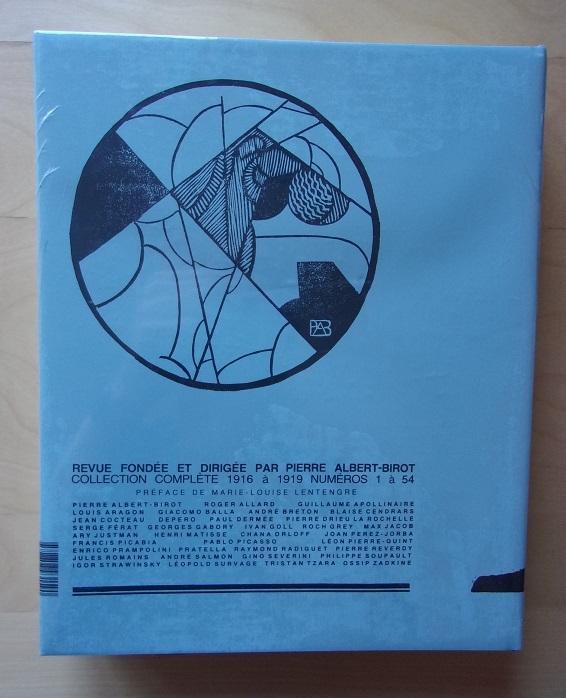 PAB
REVUE FONDÉE ET DIRIGÉE PAR PIERRE ALBERT-BIROT
COLLECTION COMPLÈTE 1916 à 1919 NUMÉROS 1 à 54
PRÉFACE DE MARIE-LOUISE LENTENGRE
PIERRE ALBERT-BIROT ROGER ALLARD GUILLAUME APOLLINAIRE
LOUIS ARAGON GIACOMO BALLA ANDRÉ BRETON BLAISE CENDRARS
JEAN COCTEAU DEPERO PAUL DERMÉE PIERRE DRIEU LA ROCHELLE
SERGE FÉRAT GEORGES GABORY IVAN GOLL ROCH GREY MAX JACOB
ARY JUSTMAN HENRI MATISSE CHANA ORLOFF JOAN PEREZ-JORBA
FRANCIS PICABIA PABLO PICASSO LÉON PIERRE-QUINT
ENRICO PRAMPOLINI PRATELLA RAYMOND RADIGUET PIERRE REVERDY
JULES ROMAINS ANDRÉ SALMON GINO SEVERINI PHILIPPE SOUPAULT
IGOR STRAWINSKY LÉOPOLD SURVAGE TRISTAN TZARA OSSIP ZADKINE